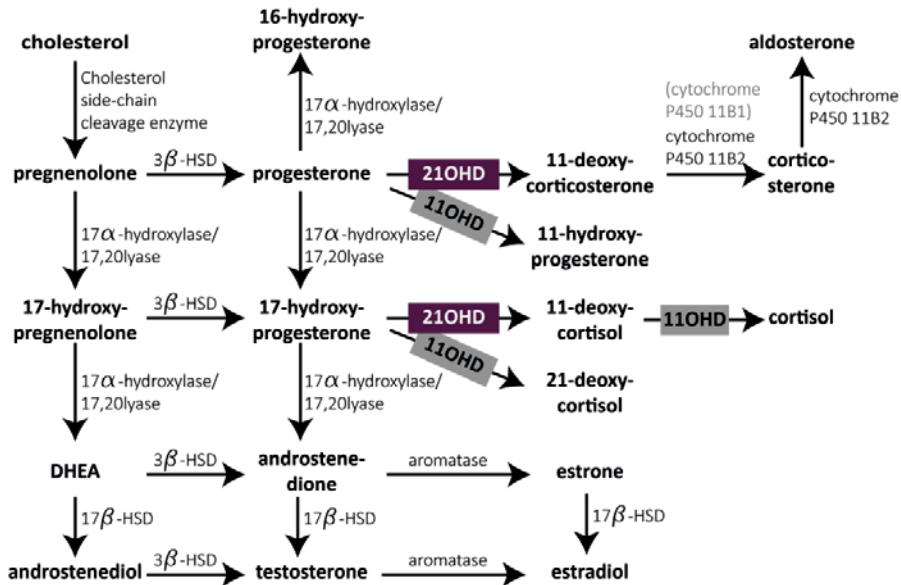 16-hydroxy-
progesterone
cholesterol
aldosterone
Cholesterol
side-chain
cleavage enzyme
17α-hydroxylase/
17,20lyase
(cytochrome
P450 11B1)
cytochrome
P450 11B2
cytochrome
P450 11B2
pregnenolone
3β-HSD
progesterone
21OHD
11-deoxy-
corticosterone
cortico-
sterone
11OHD
11-hydroxy-
progesterone
17α-hydroxylase/
17,20lyase
17α-hydroxylase/
17,20lyase
17-hydroxy-
pregnenolone
3β-HSD
17-hydroxy-
progesterone
21OHD
11-deoxy-
cortisol
11OHD
cortisol
11OHD
21-deoxy-
cortisol
17α-hydroxylase/
17,20lyase
17α-hydroxylase/
17,20lyase
DHEA
3β-HSD
androstene-
dione
aromatase
estrone
17β-HSD
17β-HSD
17β-HSD
androstenediol
3β-HSD
testosterone
aromatase
estradiol